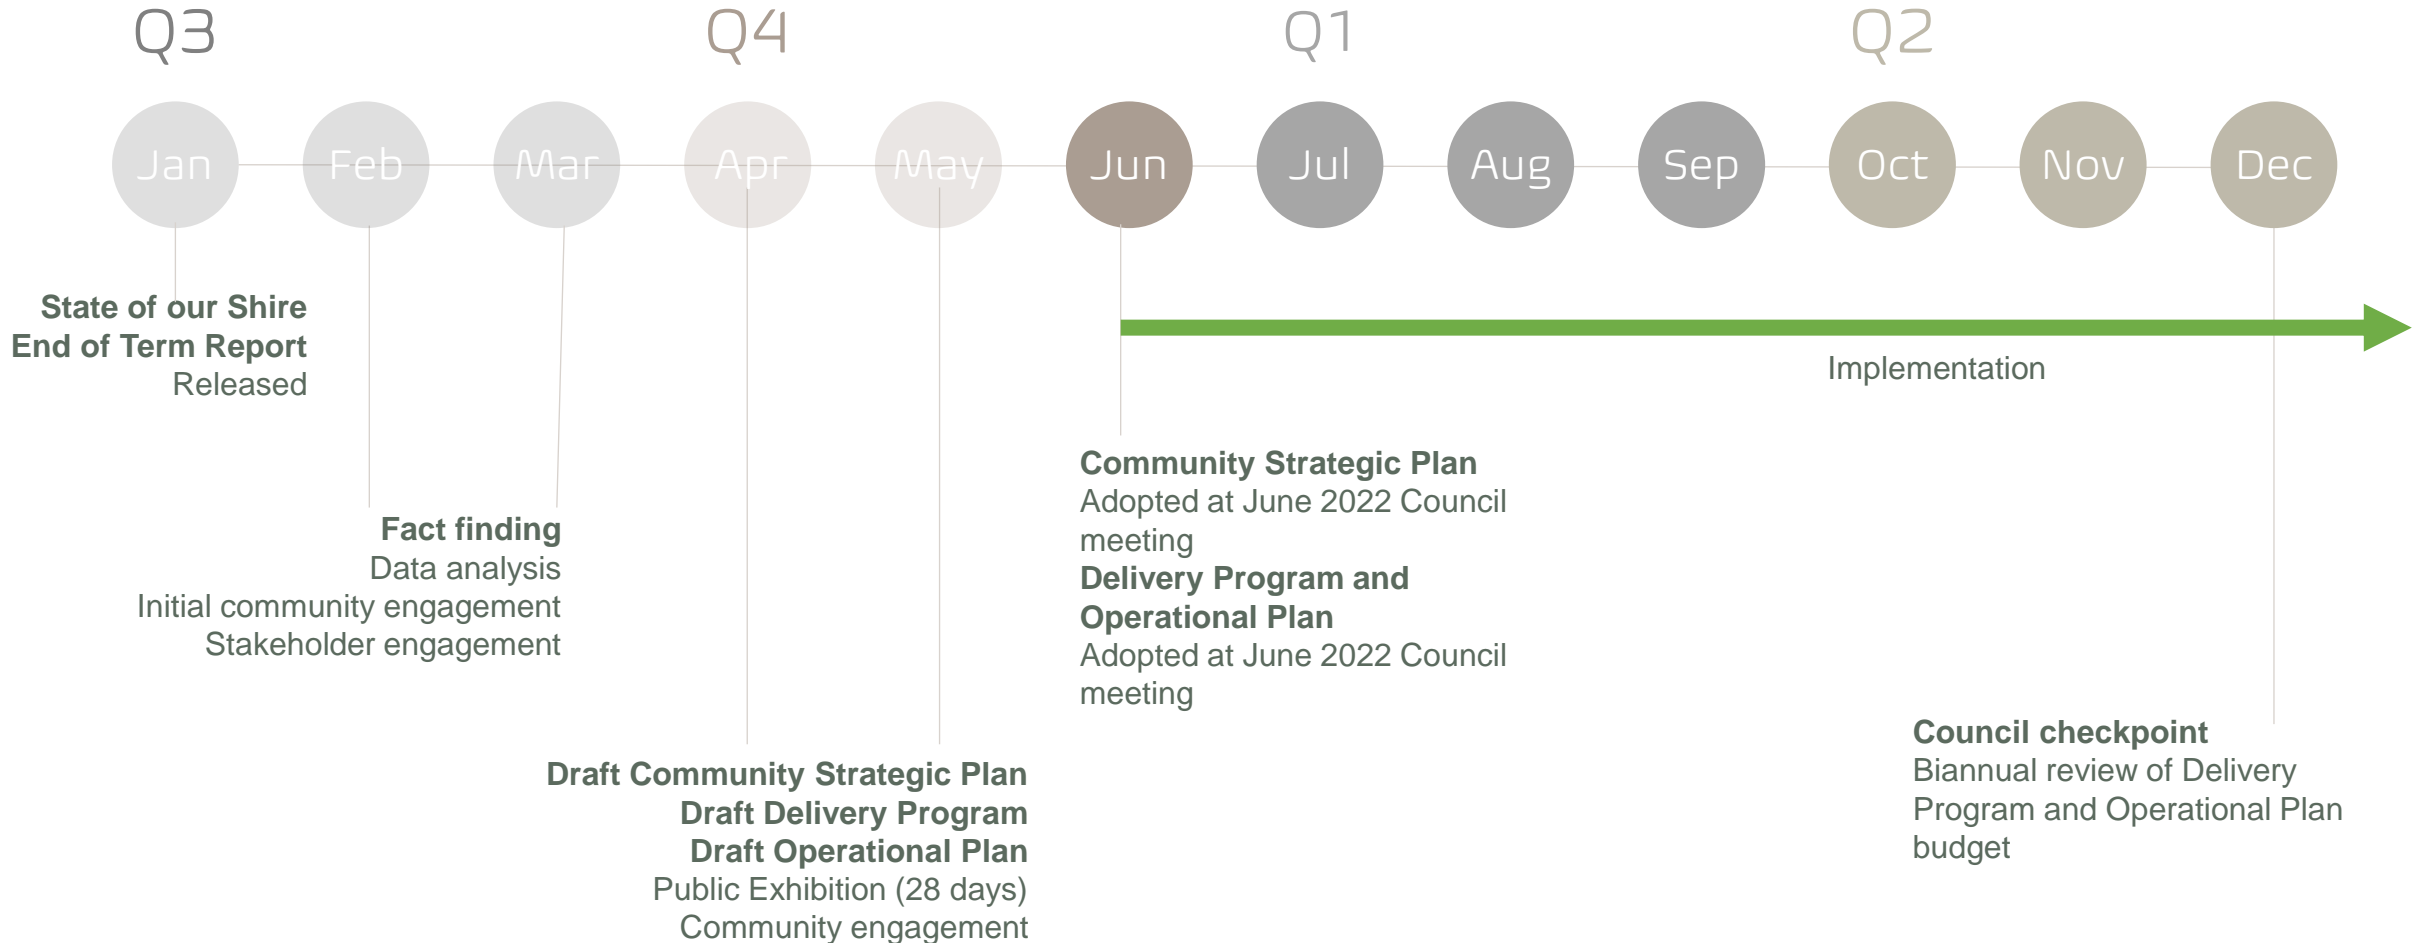 Q3
Q4
Q1
Q2
Jan
Feb
Mar
Apr
May
Jun
Jul
Aug
Sep
Oct
Nov
Dec
State of our Shire
End of Term Report
Released
Implementation
Fact finding
Data analysis
Initial community engagement
Stakeholder engagement
Community Strategic Plan
Adopted at June 2022 Council
meeting
Delivery Program and
Operational Plan
Adopted at June 2022 Council
meeting
Draft Community Strategic Plan
Draft Delivery Program
Draft Operational Plan
Public Exhibition (28 days)
Community engagement
Council checkpoint
Biannual review of Delivery
Program and Operational Plan
budget